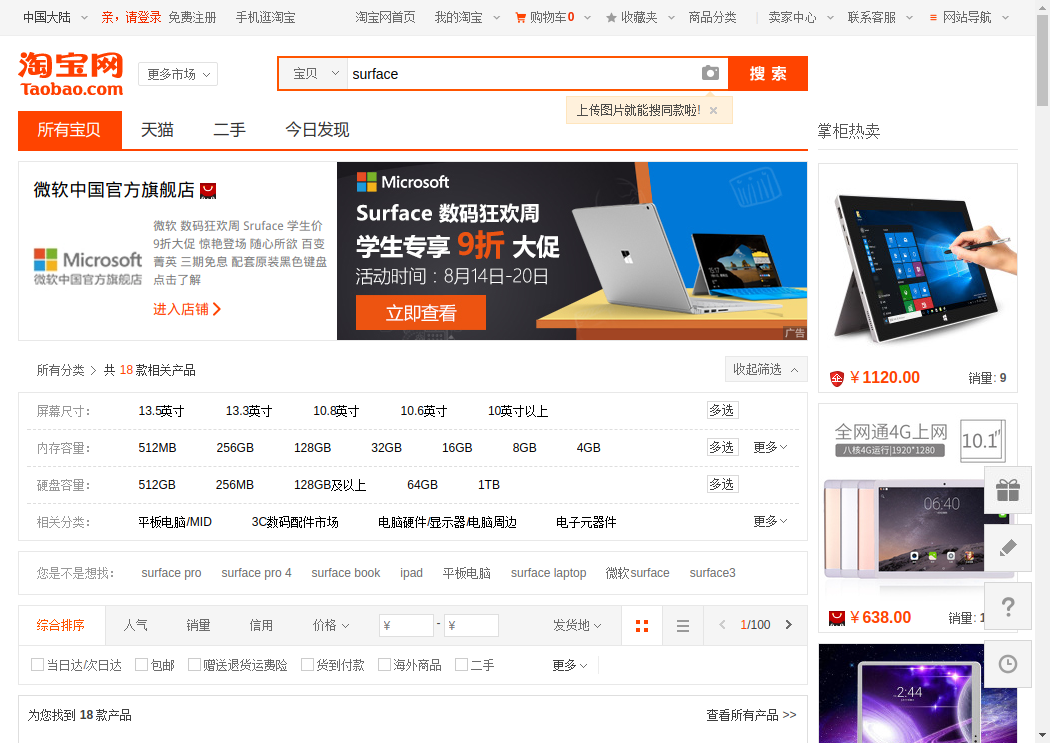 中国大陆 亲，请登录 免费注册 手机逛淘宝 淘宝网首页 我的淘宝 购物车0 收藏夹 商品分类 卖家中心 联系客服 网站导航
淘宝网
Taobao.com
更多市场
宝贝 surface 搜 索
上传图片就能搜同款啦! ×
所有宝贝 天猫 二手 今日发现
掌柜热卖
微软中国官方旗舰店
微软 数码狂欢周 Sruface 学生价
9折大促 惊艳登场 随心所欲 百变
菁英 三期免息 配套原装黑色键盘
点击了解
Microsoft
微软中国官方旗舰店
进入店铺
Microsoft
Surface 数码狂欢周
学生专享 9折 大促
活动时间：8月14日-20日
立即查看
广告
企 ￥1120.00 销量: 9
所有分类 > 共 18 款相关产品 收起筛选
屏幕尺寸: 13.5英寸 13.3英寸 10.8英寸 10.6英寸 10英寸以上 多选
内存容量: 512MB 256GB 128GB 32GB 16GB 8GB 4GB 多选 更多
硬盘容量: 512GB 256MB 128GB及以上 64GB 1TB 多选
相关分类: 平板电脑/MID 3C数码配件市场 电脑硬件/显示器/电脑周边 电子元器件 更多
全网通4G上网
八核4G运行|1920*1280
10.1"
06:40
￥638.00 销量: 1
您是不是想找: surface pro surface pro 4 surface book ipad 平板电脑 surface laptop 微软surface surface3
综合排序 人气 销量 信用 价格 ¥ - ¥ 发货地 < 1/100 >
当日达/次日达 包邮 赠送退货运费险 货到付款 海外商品 二手 更多
为您找到 18 款产品 查看所有产品 >>
2:44
?